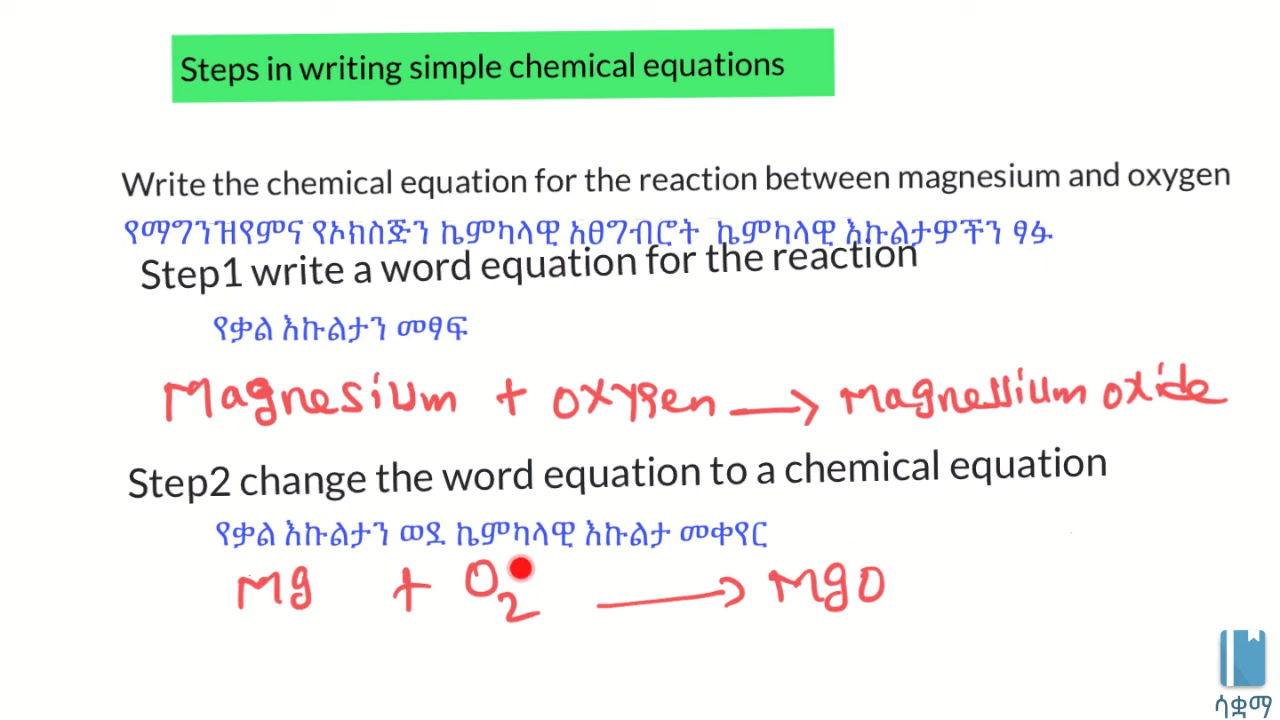 Steps in writing simple chemical equations
Write the chemical equation for the reaction between magnesium and oxygen
የማግንዝየምና የኦክስጅን ኬምካላዊ አፀግብሮት ኬምካላዊ እኩልታዎችን ፃፉ
Step1 write a word equation for the reaction
የቃል እኩልታን መፃፍ
Magnesium + oxygen → Magnessium oxide
Step2 change the word equation to a chemical equation
የቃል እኩልታን ወደ ኬምካላዊ እኩልታ መቀየር
Mg + O2 → MgO
ሳቋማ